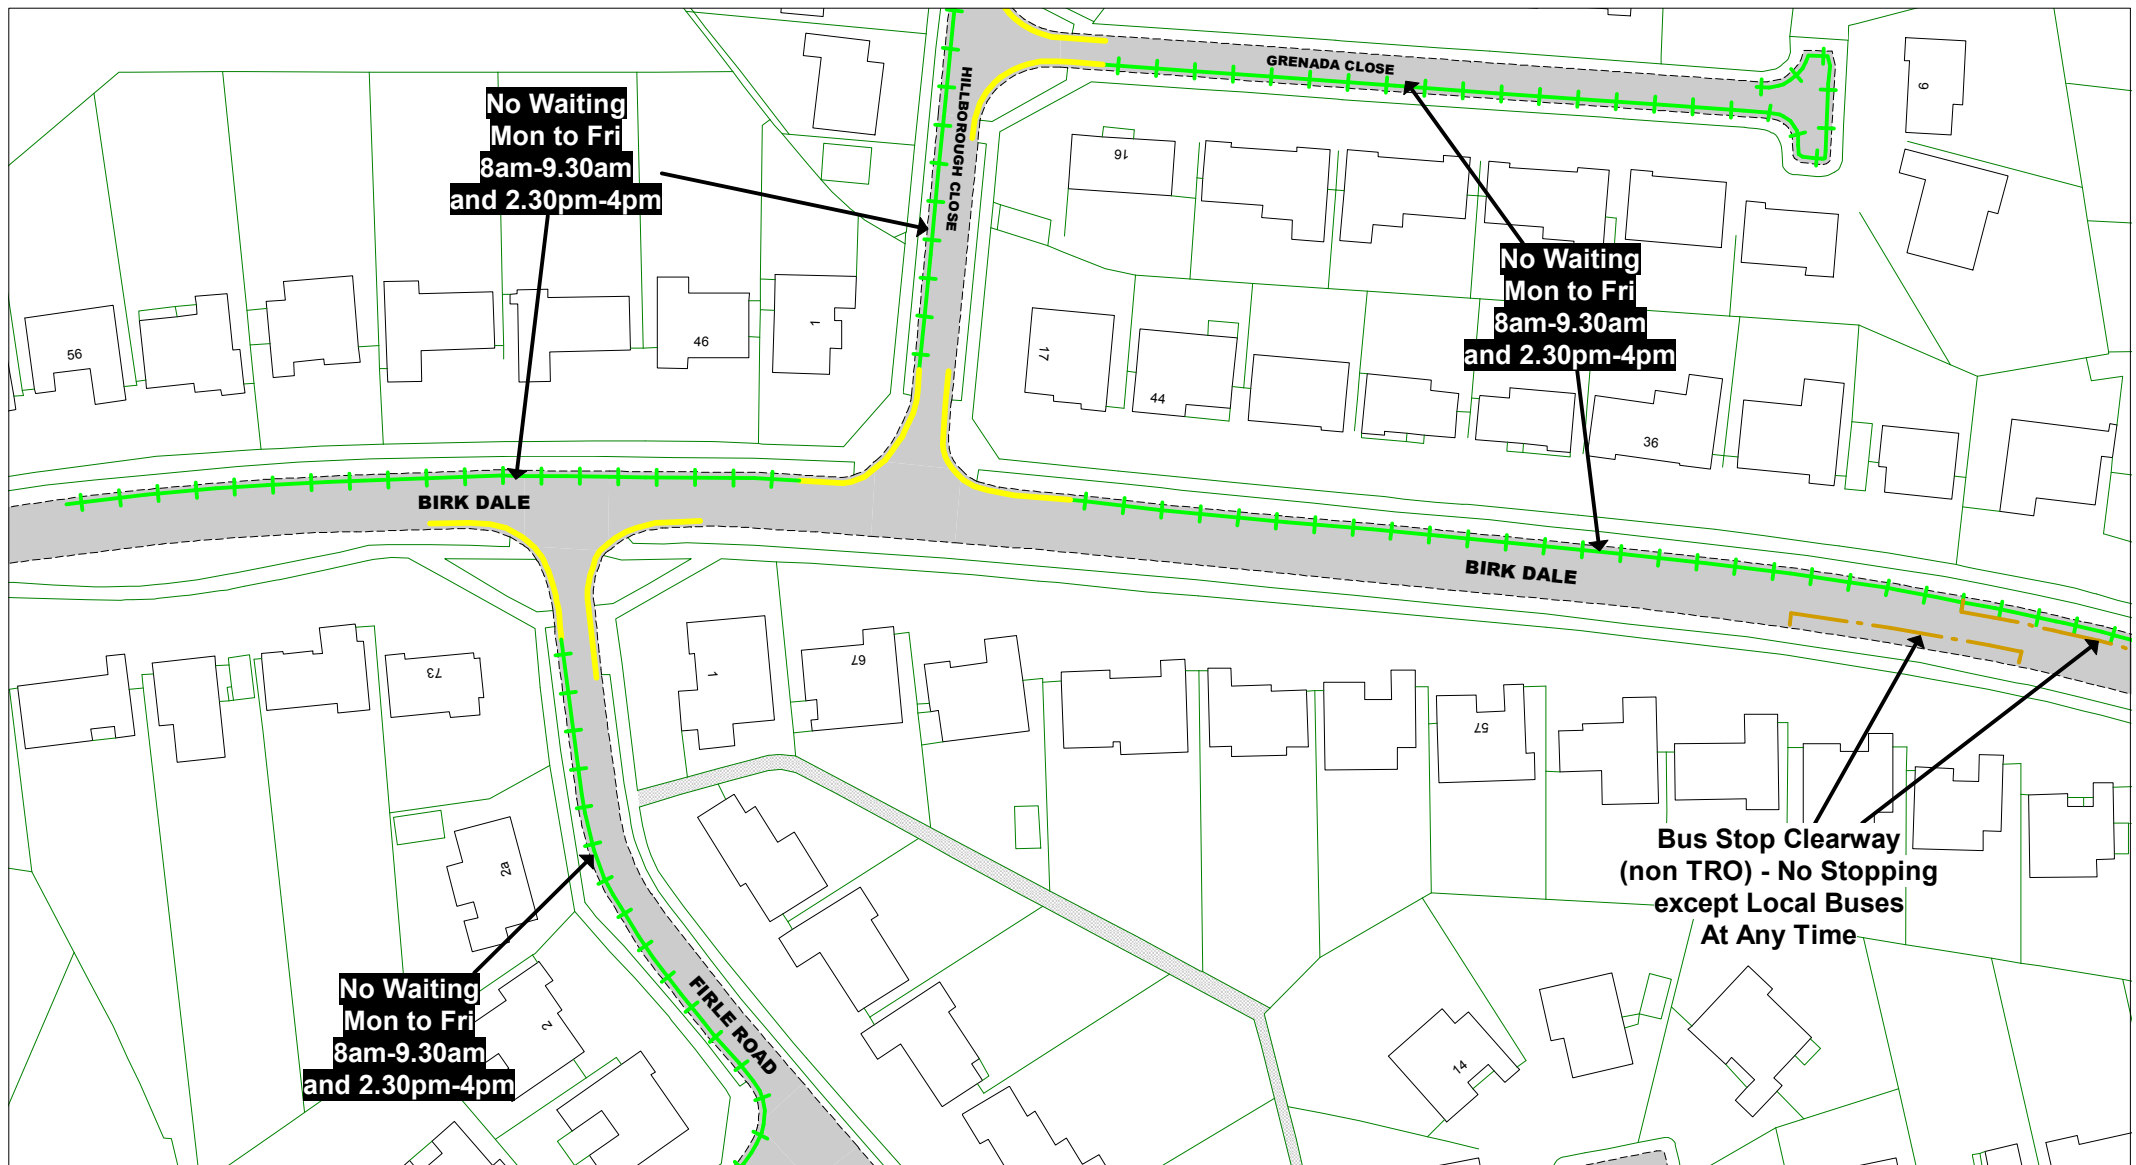 GRENADA CLOSE
HILLBOROUGH CLOSE
No Waiting
Mon to Fri
8am-9.30am
and 2.30pm-4pm
9
16
No Waiting
Mon to Fri
8am-9.30am
and 2.30pm-4pm
56
46
1
17
44
36
BIRK DALE
BIRK DALE
73
1
67
57
2a
Bus Stop Clearway
(non TRO) - No Stopping
except Local Buses
At Any Time
No Waiting
Mon to Fri
8am-9.30am
and 2.30pm-4pm
2
FIRLE ROAD
14